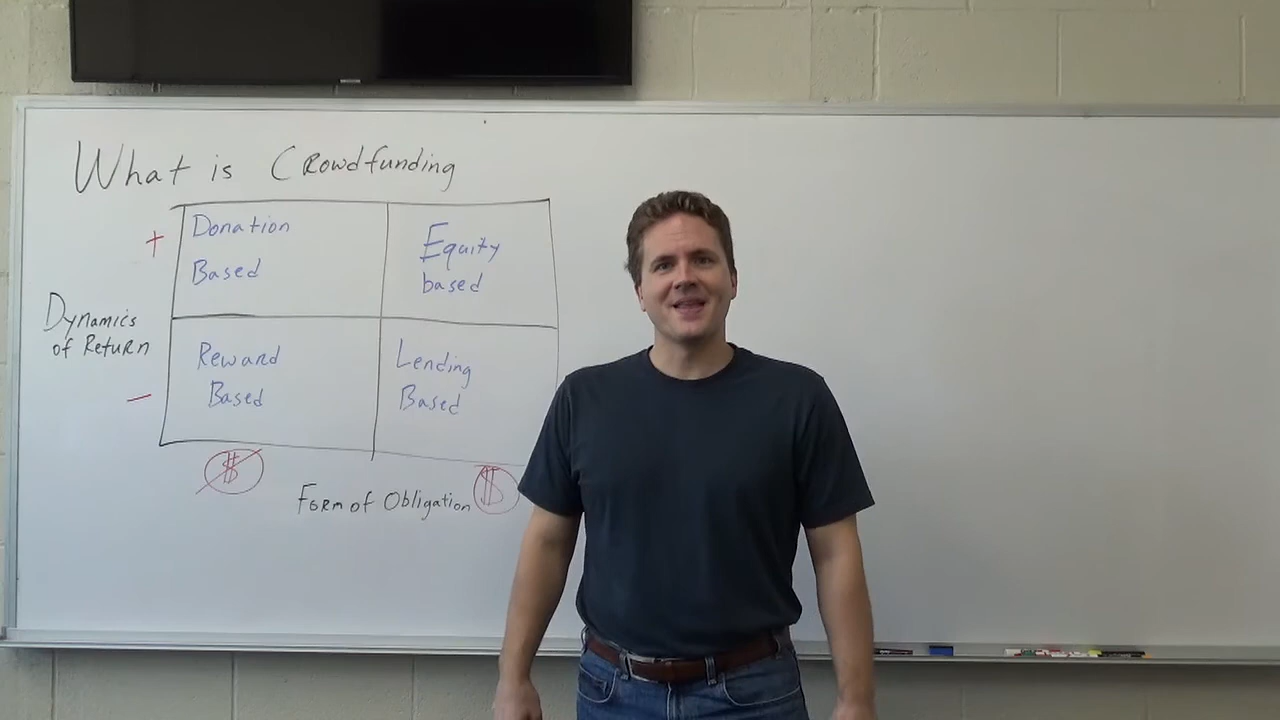 What is Crowdfunding
+
Donation
Based
Equity
based
Dynamics
of Return
Reward
Based
Lending
Based
-
$
Form of Obligation
$